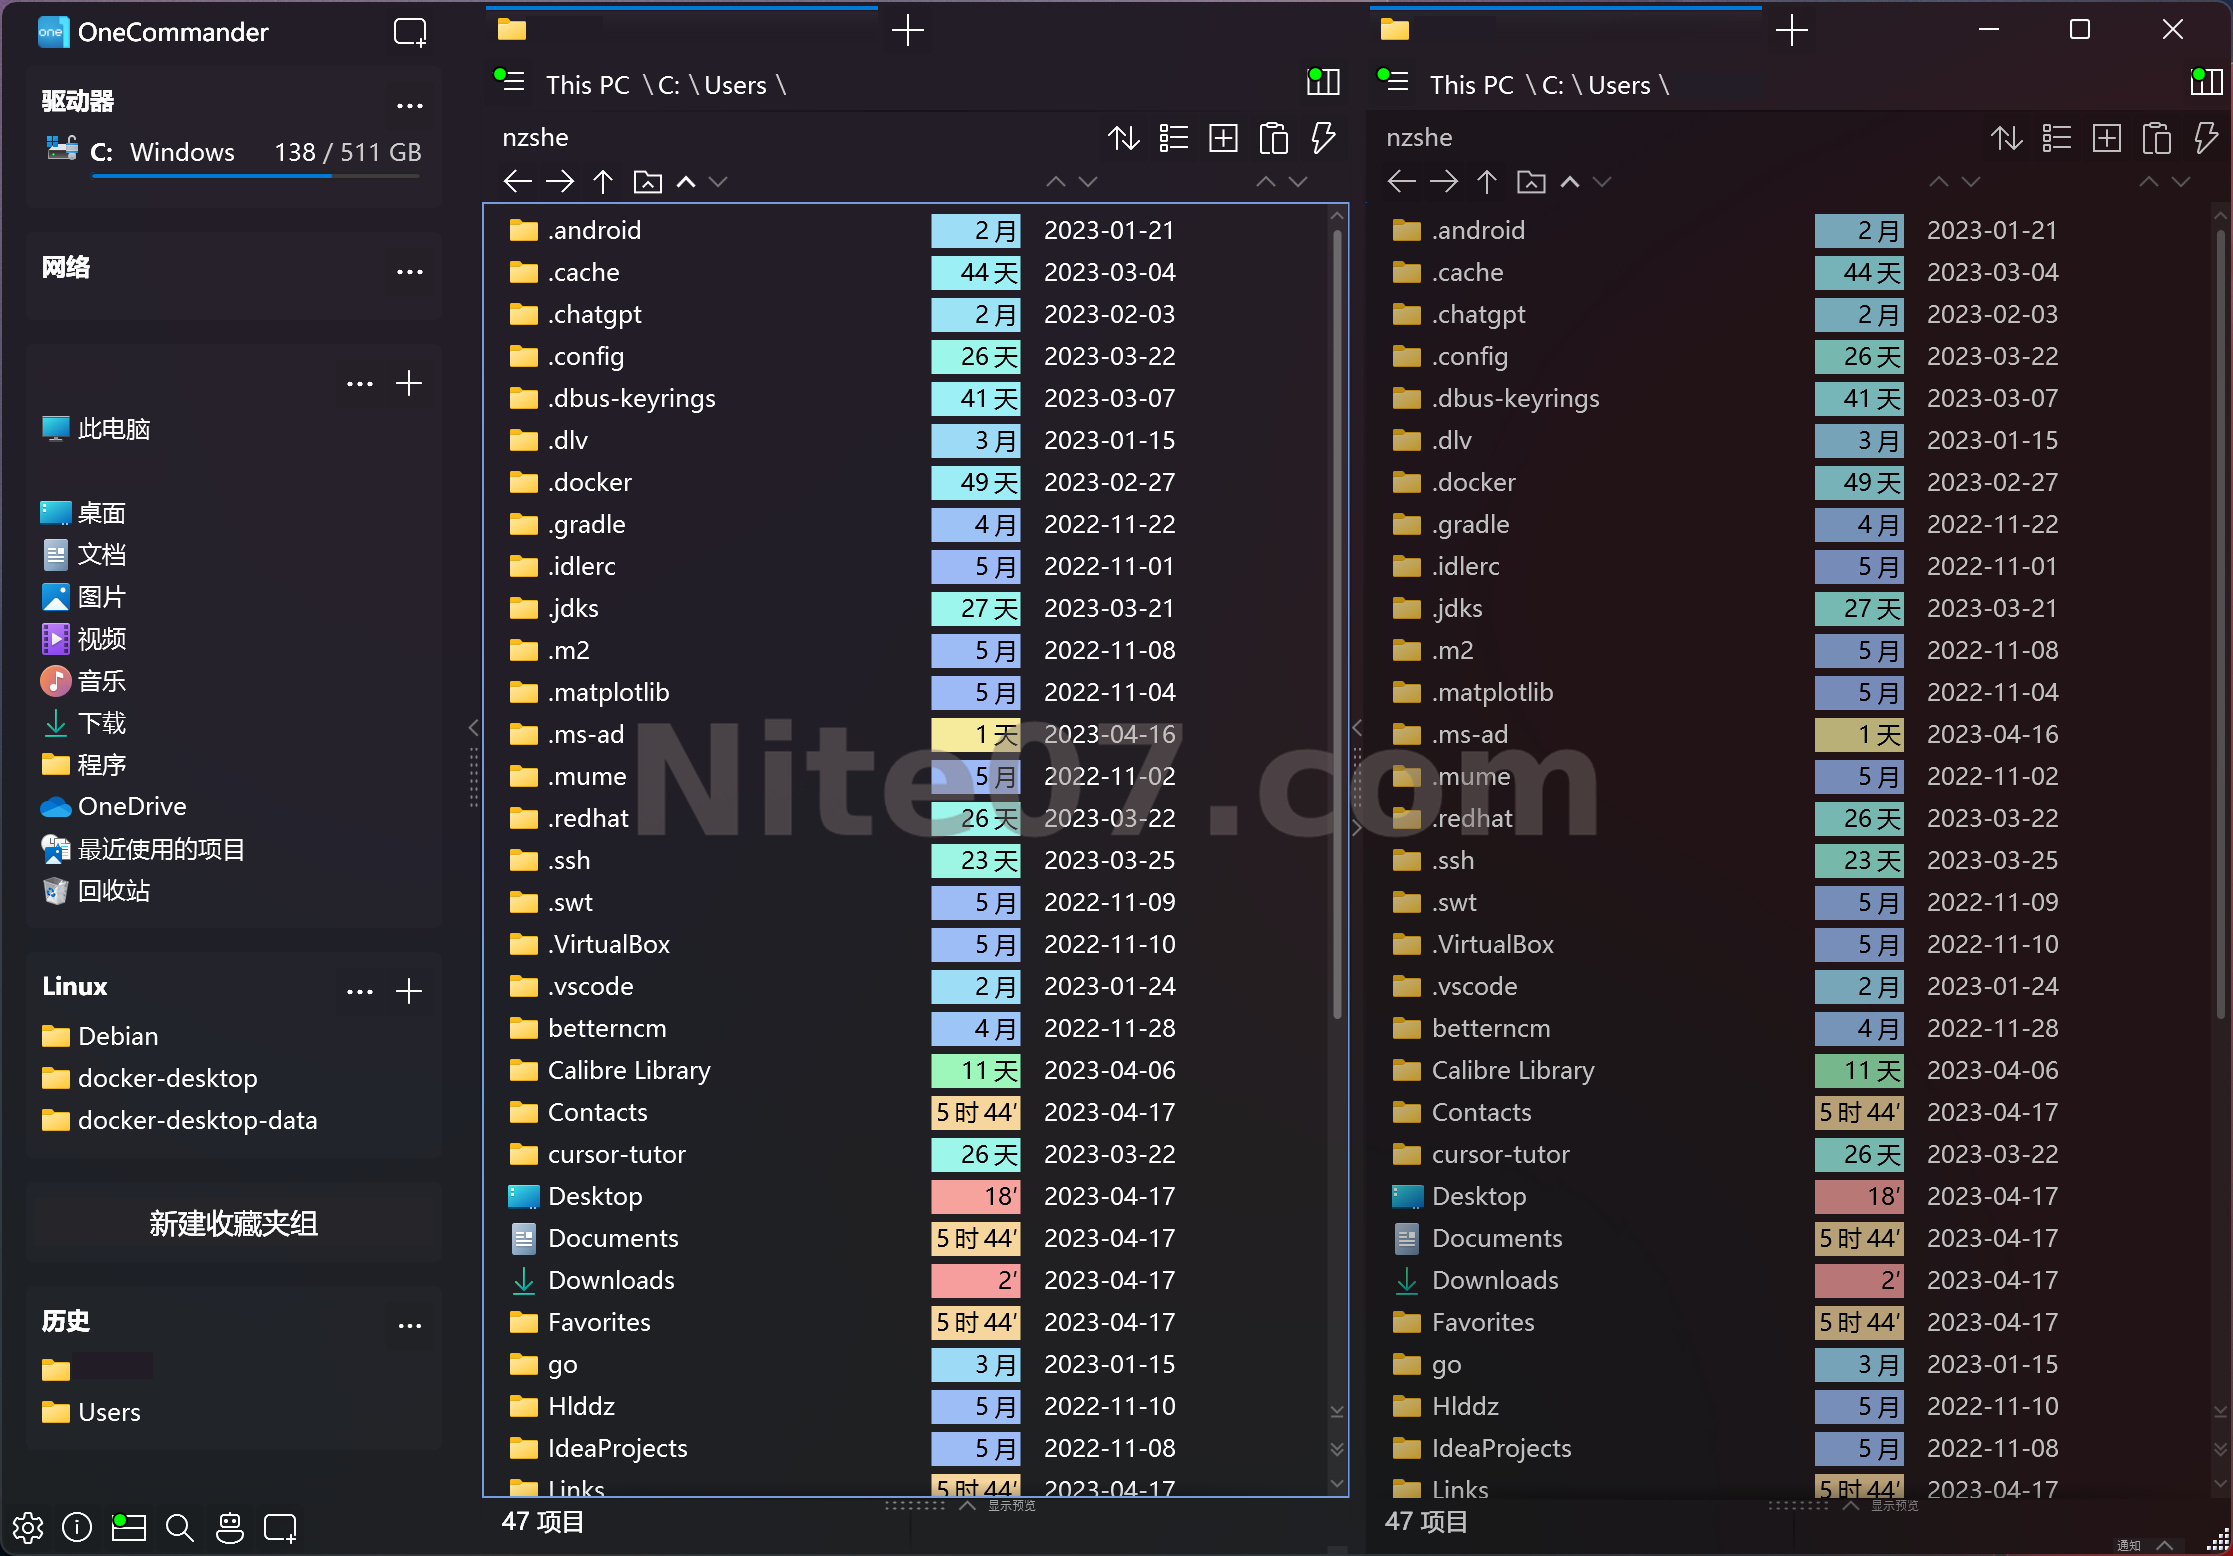 OneCommander
驱动器
C: Windows 138 / 511 GB
网络
此电脑
桌面
文档
图片
视频
音乐
下载
程序
OneDrive
最近使用的项目
回收站
Linux
Debian
docker-desktop
docker-desktop-data
新建收藏夹组
历史
Users
This PC \ C: \ Users \
nzshe
.android 2 月 2023-01-21
.cache 44 天 2023-03-04
.chatgpt 2 月 2023-02-03
.config 26 天 2023-03-22
.dbus-keyrings 41 天 2023-03-07
.dlv 3 月 2023-01-15
.docker 49 天 2023-02-27
.gradle 4 月 2022-11-22
.idlerc 5 月 2022-11-01
.jdks 27 天 2023-03-21
.m2 5 月 2022-11-08
.matplotlib 5 月 2022-11-04
.ms-ad 1 天 2023-04-16
.mume 5 月 2022-11-02
.redhat 26 天 2023-03-22
.ssh 23 天 2023-03-25
.swt 5 月 2022-11-09
.VirtualBox 5 月 2022-11-10
.vscode 2 月 2023-01-24
betterncm 4 月 2022-11-28
Calibre Library 11 天 2023-04-06
Contacts 5 时 44′ 2023-04-17
cursor-tutor 26 天 2023-03-22
Desktop 18′ 2023-04-17
Documents 5 时 44′ 2023-04-17
Downloads 2′ 2023-04-17
Favorites 5 时 44′ 2023-04-17
go 3 月 2023-01-15
Hlddz 5 月 2022-11-10
IdeaProjects 5 月 2022-11-08
Links 5 时 44′ 2023-04-17
显示预览
47 项目
This PC \ C: \ Users \
nzshe
.android 2 月 2023-01-21
.cache 44 天 2023-03-04
.chatgpt 2 月 2023-02-03
.config 26 天 2023-03-22
.dbus-keyrings 41 天 2023-03-07
.dlv 3 月 2023-01-15
.docker 49 天 2023-02-27
.gradle 4 月 2022-11-22
.idlerc 5 月 2022-11-01
.jdks 27 天 2023-03-21
.m2 5 月 2022-11-08
.matplotlib 5 月 2022-11-04
.ms-ad 1 天 2023-04-16
.mume 5 月 2022-11-02
.redhat 26 天 2023-03-22
.ssh 23 天 2023-03-25
.swt 5 月 2022-11-09
.VirtualBox 5 月 2022-11-10
.vscode 2 月 2023-01-24
betterncm 4 月 2022-11-28
Calibre Library 11 天 2023-04-06
Contacts 5 时 44′ 2023-04-17
cursor-tutor 26 天 2023-03-22
Desktop 18′ 2023-04-17
Documents 5 时 44′ 2023-04-17
Downloads 2′ 2023-04-17
Favorites 5 时 44′ 2023-04-17
go 3 月 2023-01-15
Hlddz 5 月 2022-11-10
IdeaProjects 5 月 2022-11-08
Links 5 时 44′ 2023-04-17
显示预览
47 项目
通知
Nite07.com